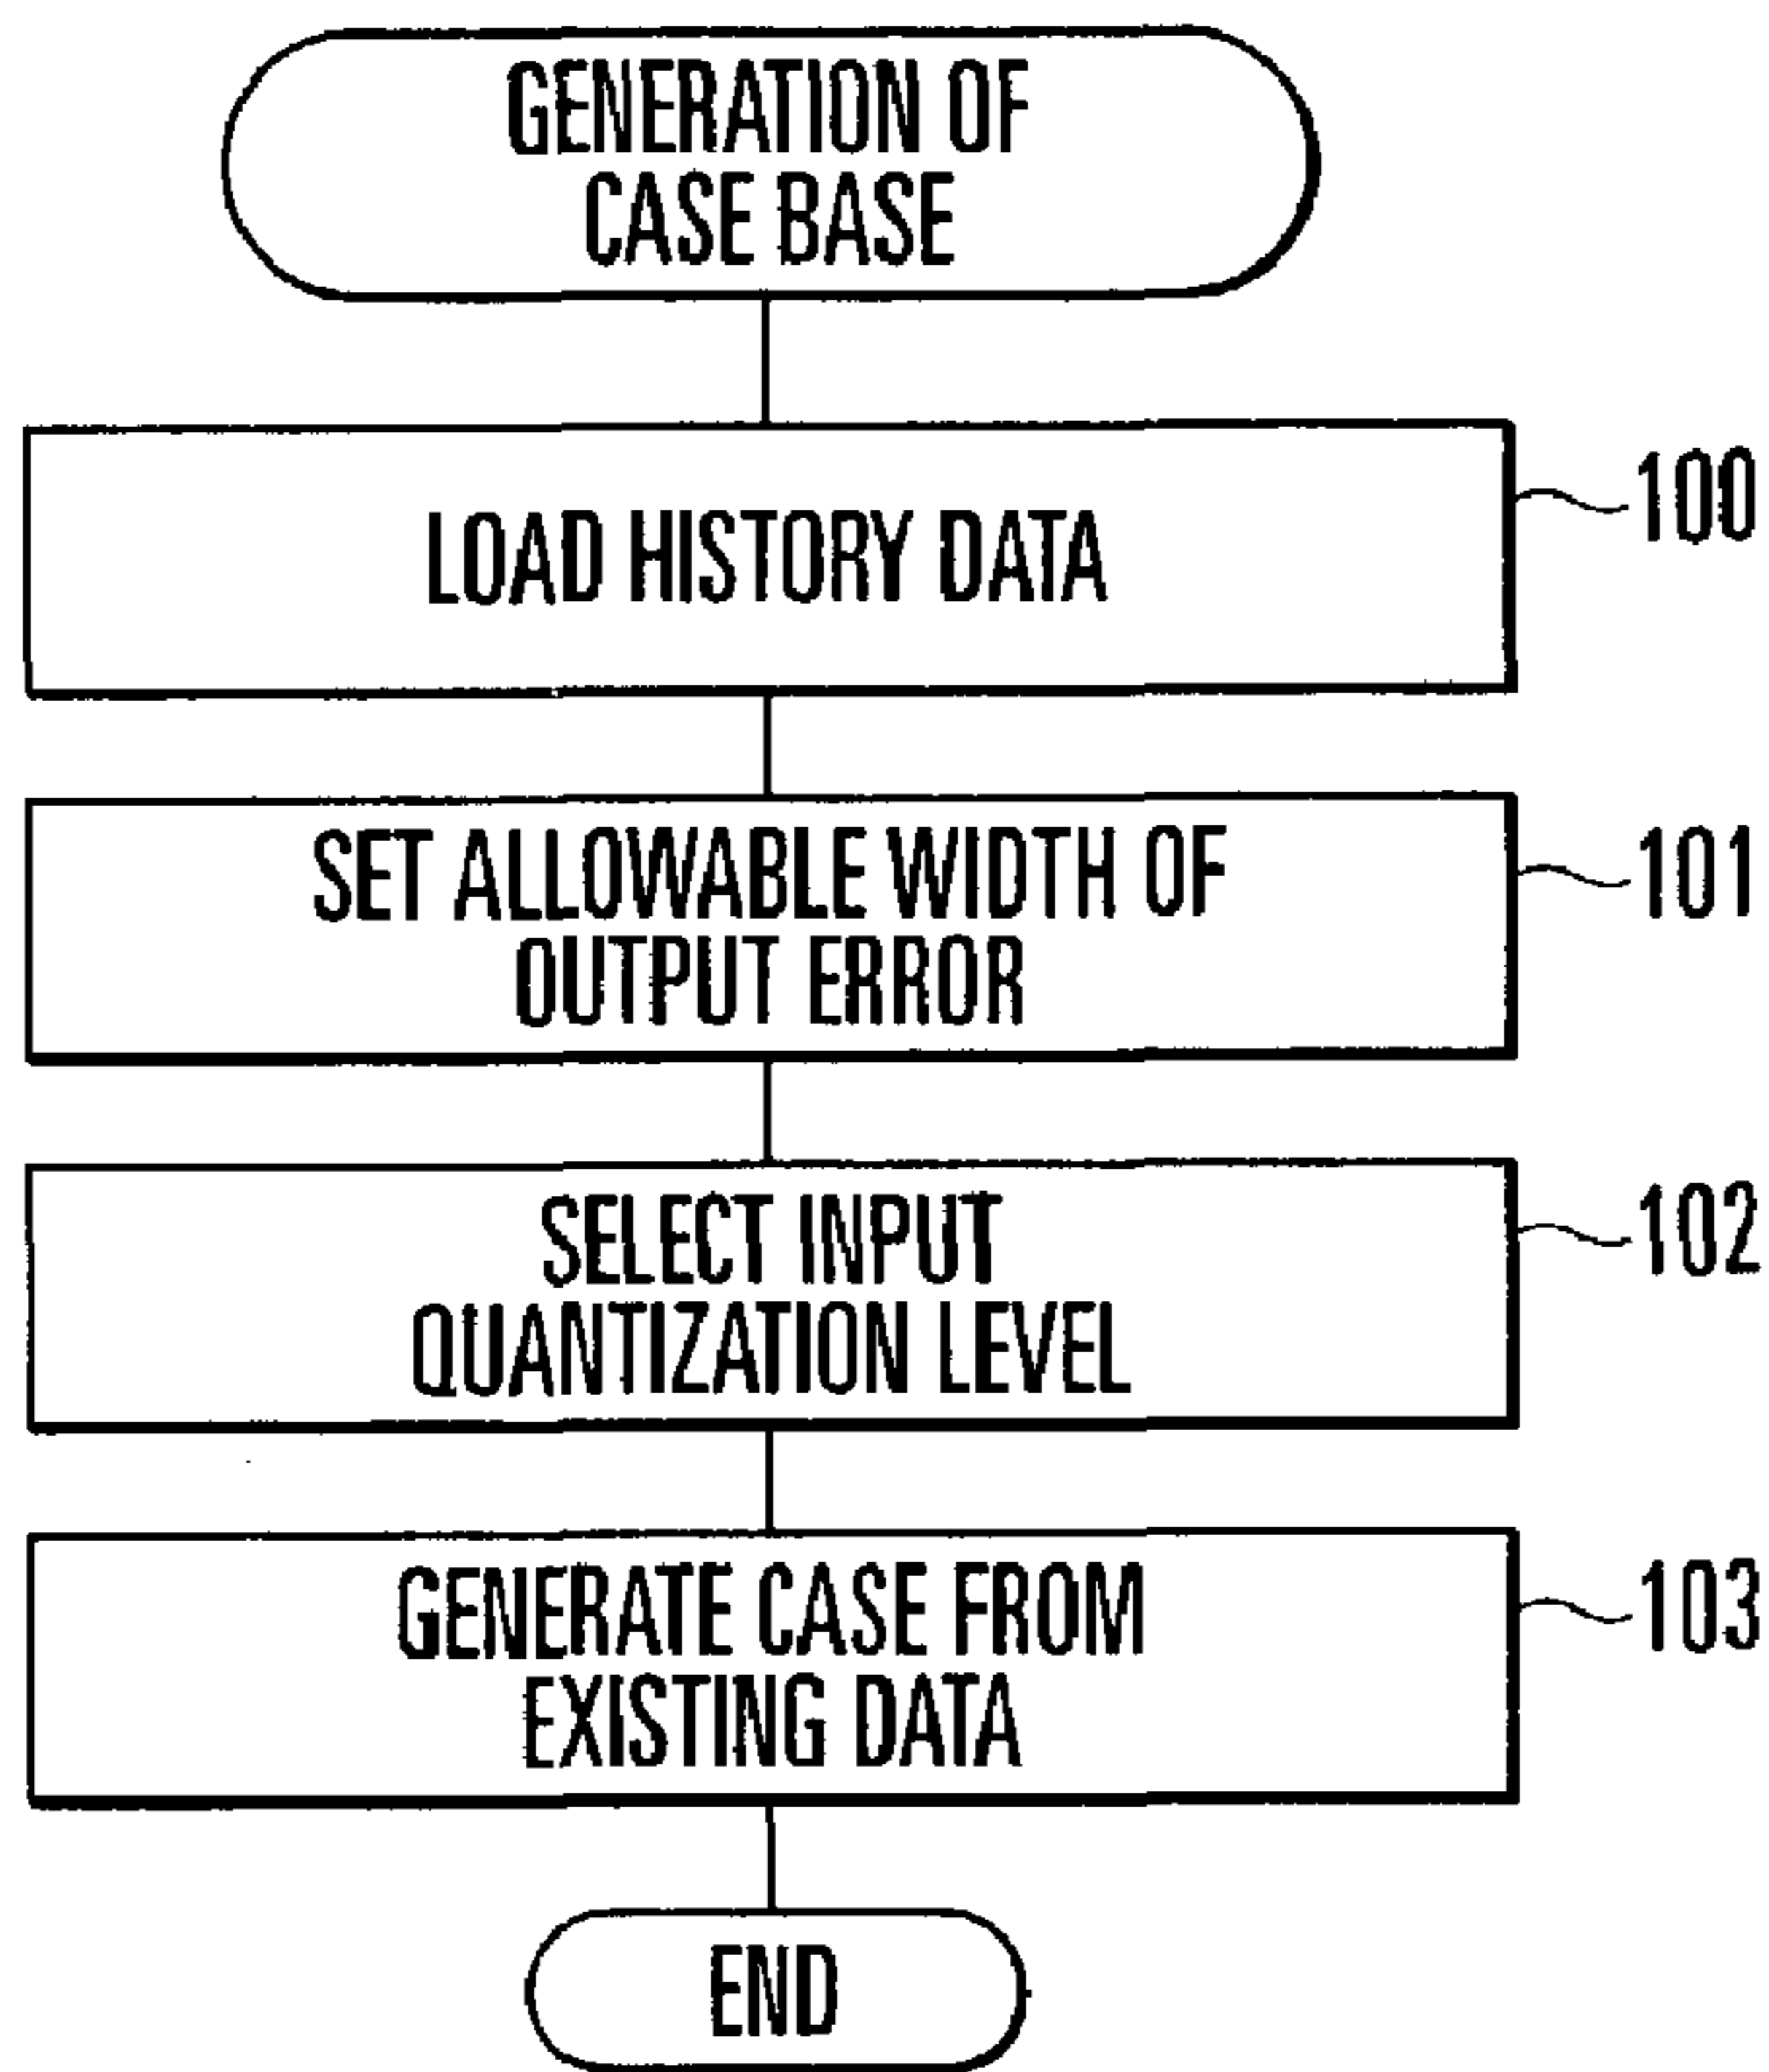 GENERATION OF
CASE BASE
LOAD HISTORY DATA
100
SET ALLOWABLE WIDTH OF
OUTPUT ERROR
101
SELECT INPUT
QUANTIZATION LEVEL
102
GENERATE CASE FROM
EXISTING DATA
103
END